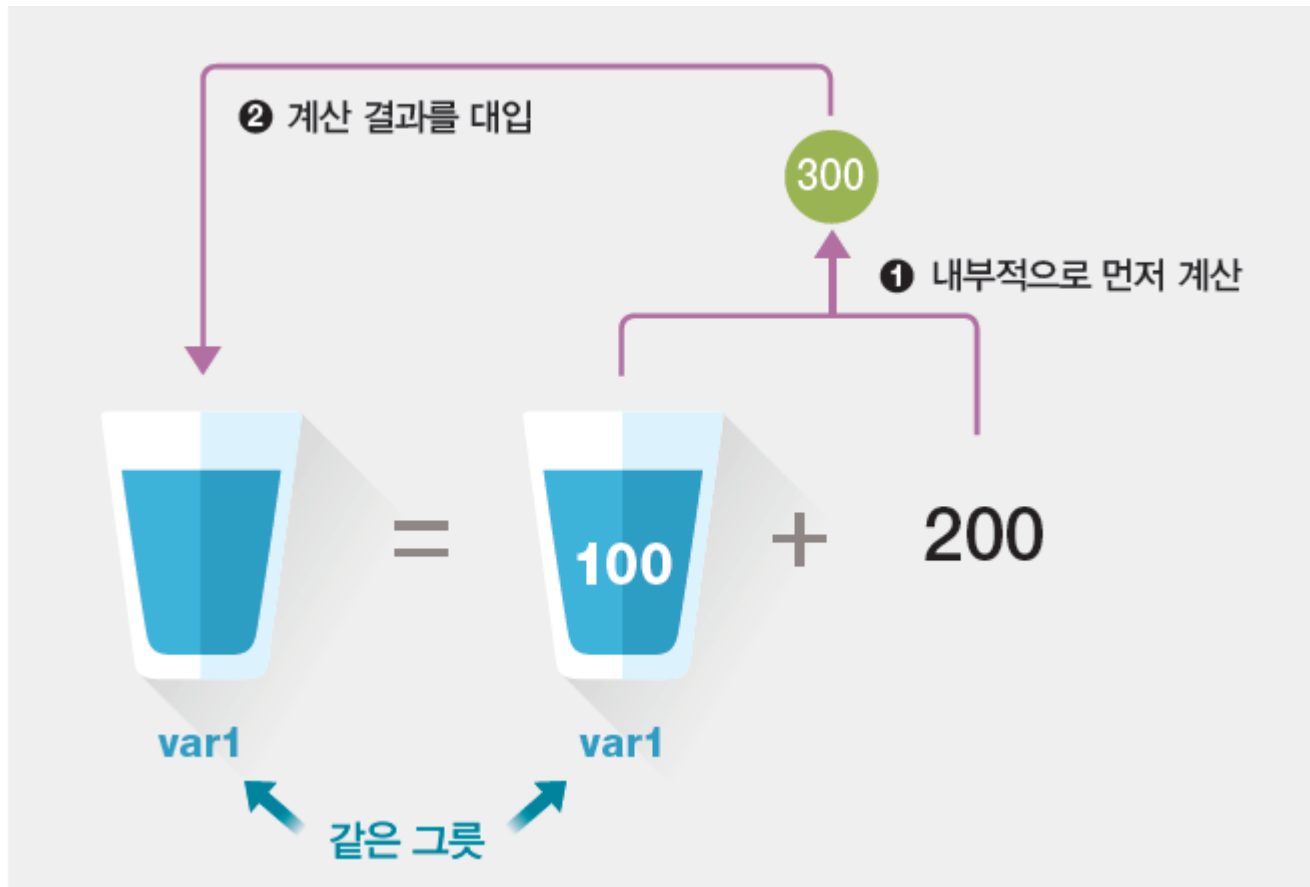 ❷ 계산 결과를 대입
300
❶ 내부적으로 먼저 계산
= 100 + 200
var1 var1
같은 그릇